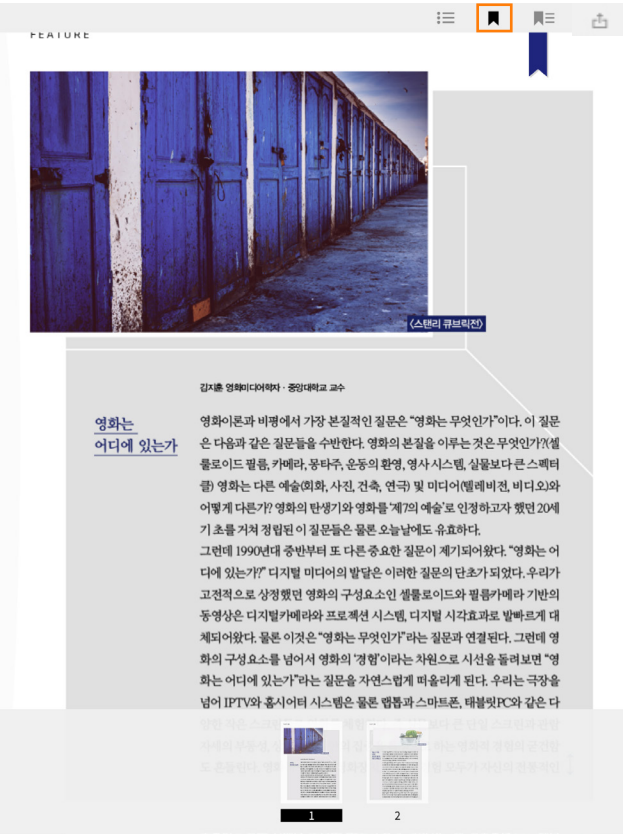 FEATURE
〈스탠리 큐브릭전〉
김지훈 영화미디어학자 · 중앙대학교 교수
영화는
어디에 있는가
영화이론과 비평에서 가장 본질적인 질문은 “영화는 무엇인가”이다. 이 질문
은 다음과 같은 질문들을 수반한다. 영화의 본질을 이루는 것은 무엇인가?(셀
룰로이드 필름, 카메라, 몽타주, 운동의 환영, 영사 시스템, 실물보다 큰 스펙터
클) 영화는 다른 예술(회화, 사진, 건축, 연극) 및 미디어(텔레비전, 비디오)와
어떻게 다른가? 영화의 탄생기와 영화를 ‘제7의 예술’로 인정하고자 했던 20세
기 초를 거쳐 정립된 이 질문들은 물론 오늘날에도 유효하다.
그런데 1990년대 중반부터 또 다른 중요한 질문이 제기되어왔다. “영화는 어
디에 있는가?” 디지털 미디어의 발달은 이러한 질문의 단초가 되었다. 우리가
고전적으로 상정했던 영화의 구성요소인 셀룰로이드와 필름카메라 기반의
동영상은 디지털카메라와 프로젝션 시스템, 디지털 시각효과로 발빠르게 대
체되어왔다. 물론 이것은 “영화는 무엇인가”라는 질문과 연결된다. 그런데 영
화의 구성요소를 넘어서 영화의 ‘경험’이라는 차원으로 시선을 돌려보면 “영
화는 어디에 있는가”라는 질문을 자연스럽게 떠올리게 된다. 우리는 극장을
넘어 IPTV와 홈시어터 시스템은 물론 랩톱과 스마트폰, 태블릿PC와 같은 다
1
2